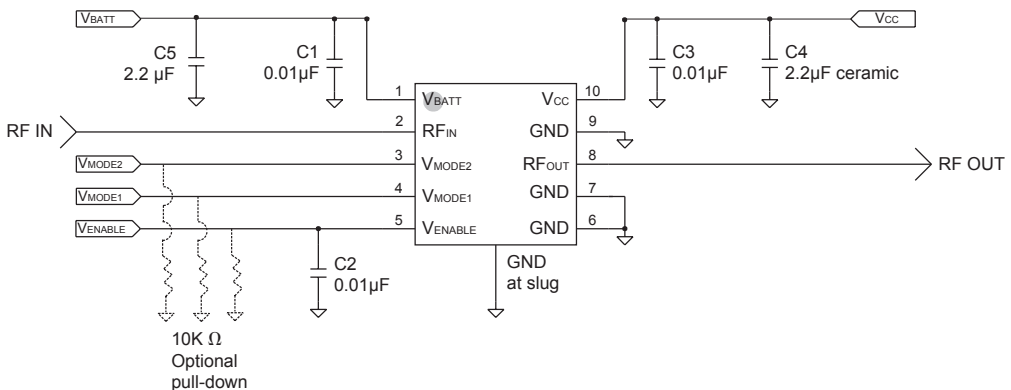 VBATT
VCC
C5
2.2 µF
C1
0.01µF
C3
0.01µF
C4
2.2µF ceramic
1 VBATT VCC 10
RF IN 2 RFIN GND 9
VMODE2 3 VMODE2 RFOUT 8 RF OUT
VMODE1 4 VMODE1 GND 7
VENABLE 5 VENABLE GND 6
C2
0.01µF
GND
at slug
10K Ω
Optional
pull-down